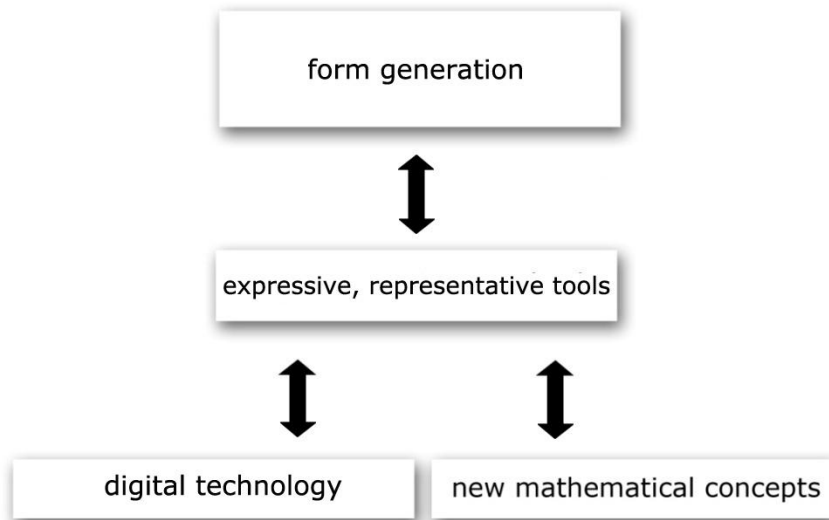 form generation
expressive, representative tools
digital technology
new mathematical concepts